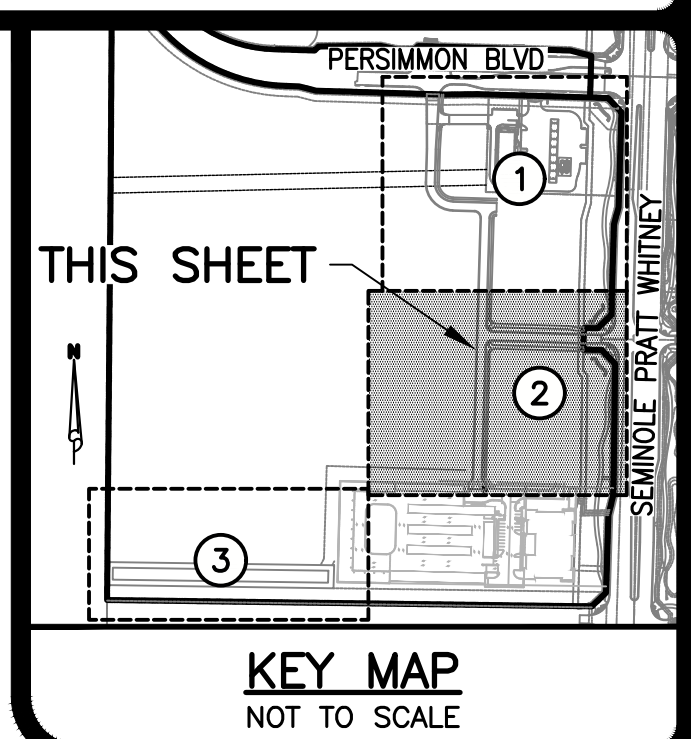 PERSIMMON BLVD
1
SEMINOLE PRATT WHITNEY
THIS SHEET
N
2
3
KEY MAP
NOT TO SCALE